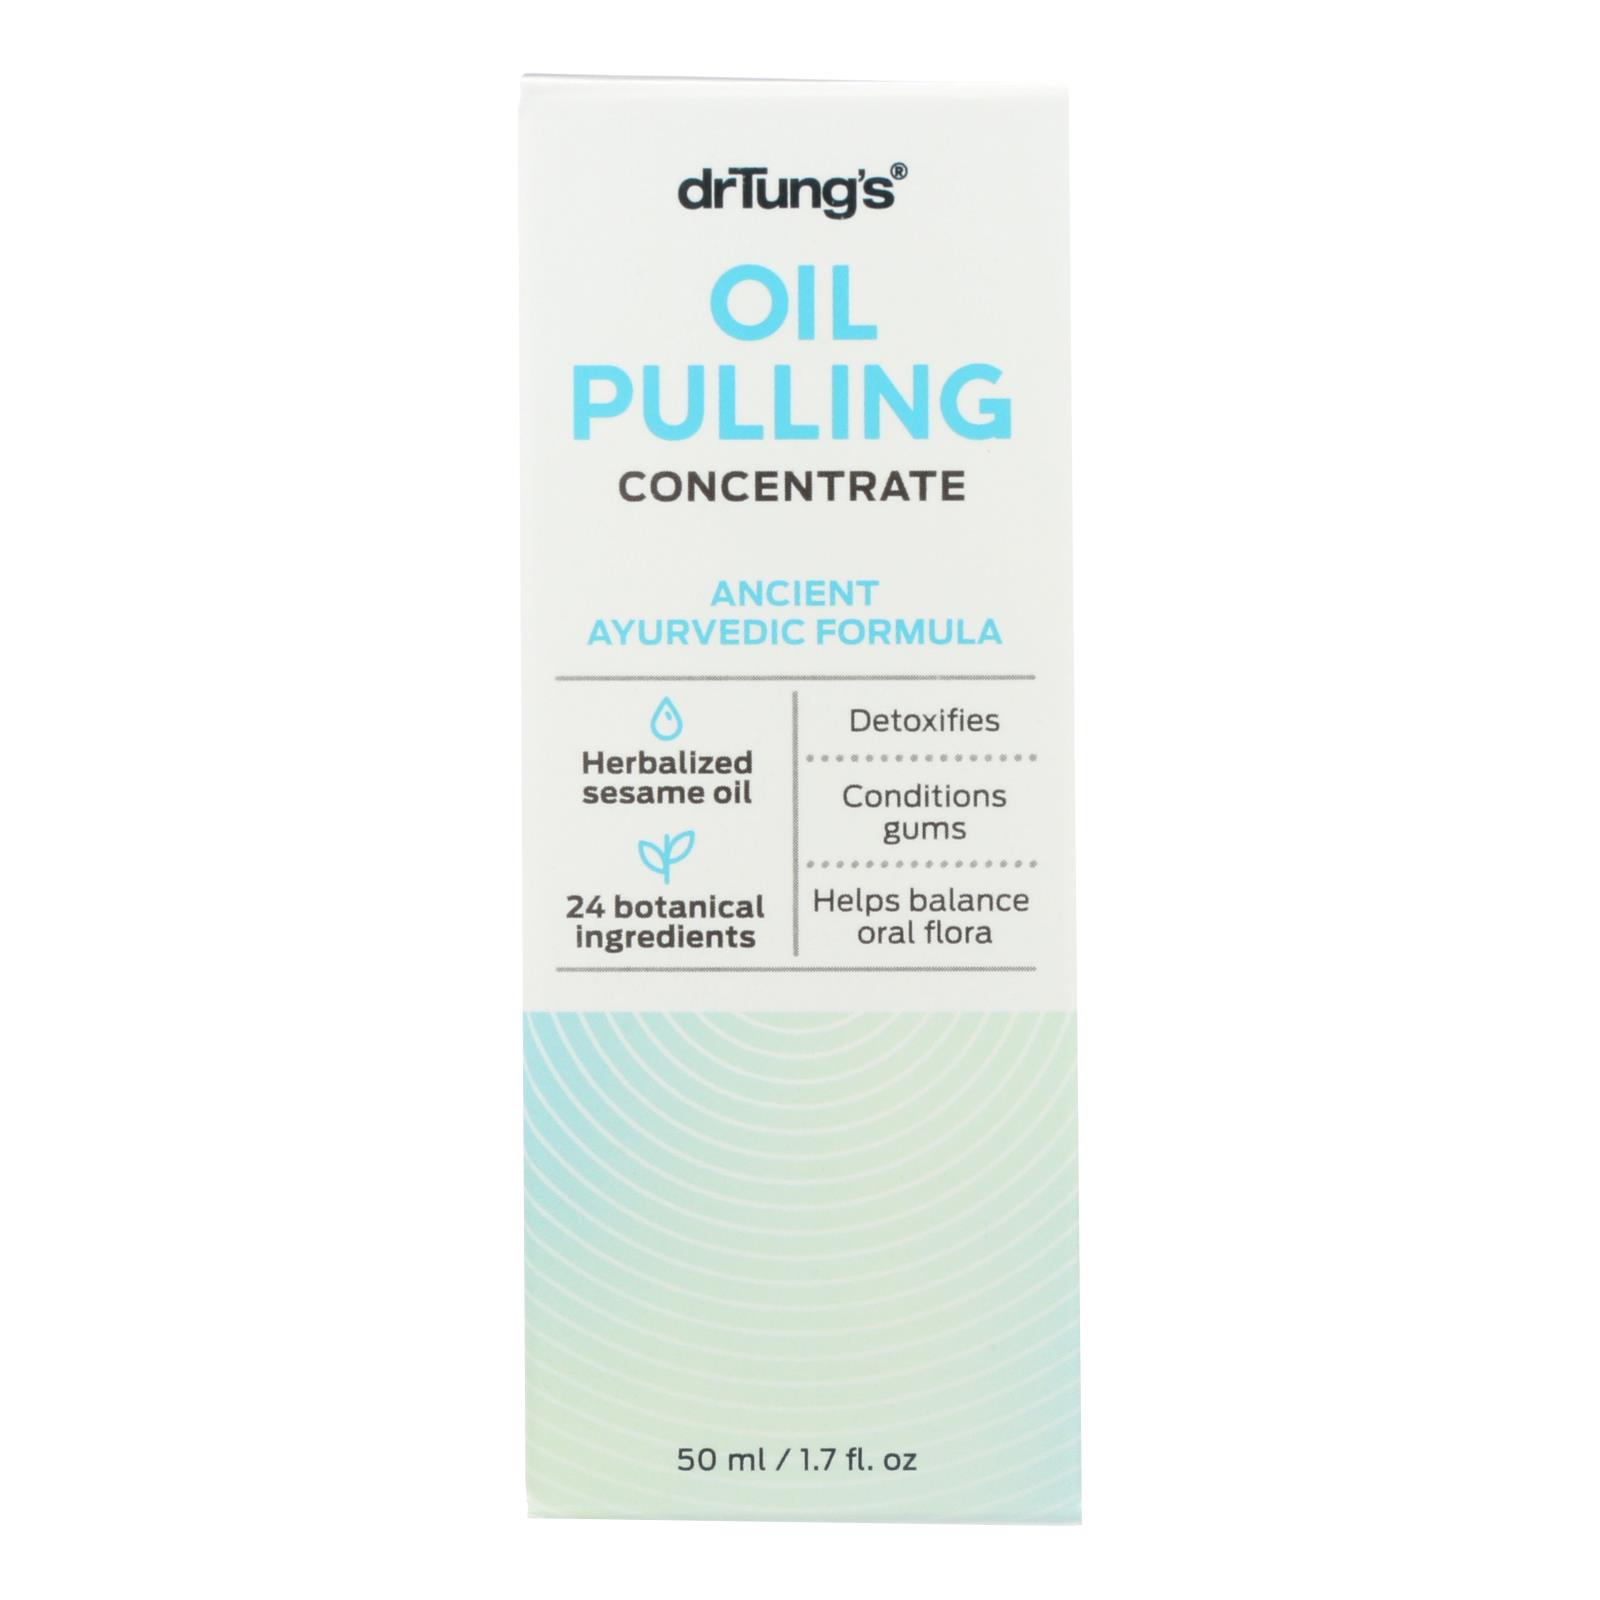 drTung's®
OIL
PULLING
CONCENTRATE
ANCIENT
AYURVEDIC FORMULA
Herbalized
sesame oil
24 botanical
ingredients
Detoxifies
Conditions
gums
Helps balance
oral flora
50 ml / 1.7 fl. oz